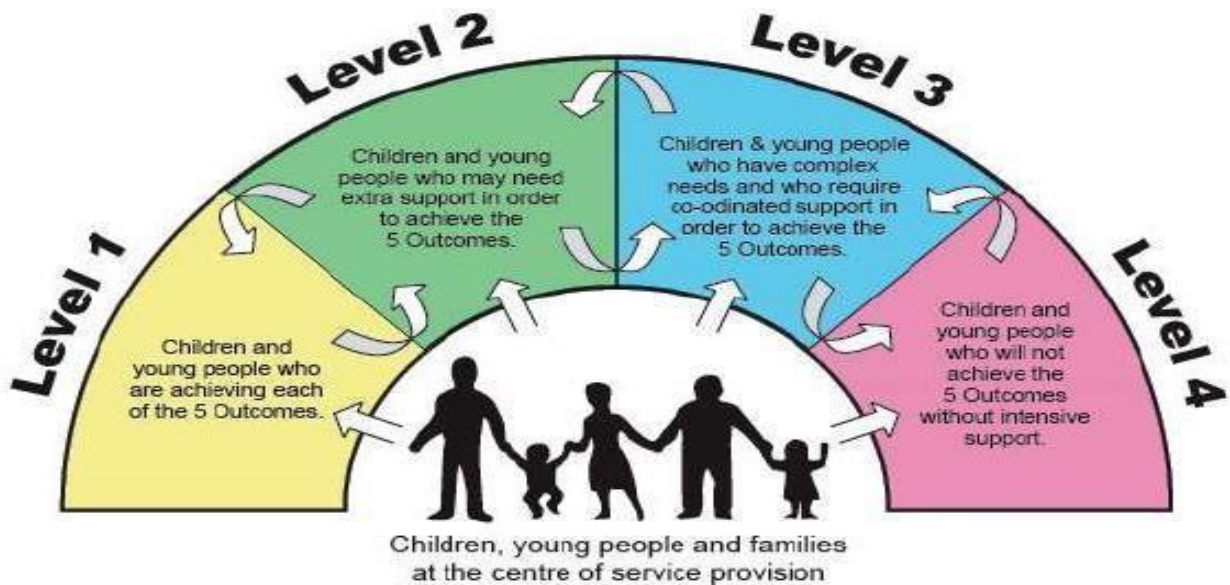 Level 1
Level 2
Level 3
Level 4
Children and
young people who
are achieving each
of the 5 Outcomes.
Children and young
people who may need
extra support in order
to achieve the
5 Outcomes.
Children & young people
who have complex
needs and who require
co-odinated support in
order to achieve the
5 Outcomes.
Children and
young people
who will not
achieve the
5 Outcomes
without intensive
support.
Children, young people and families
at the centre of service provision